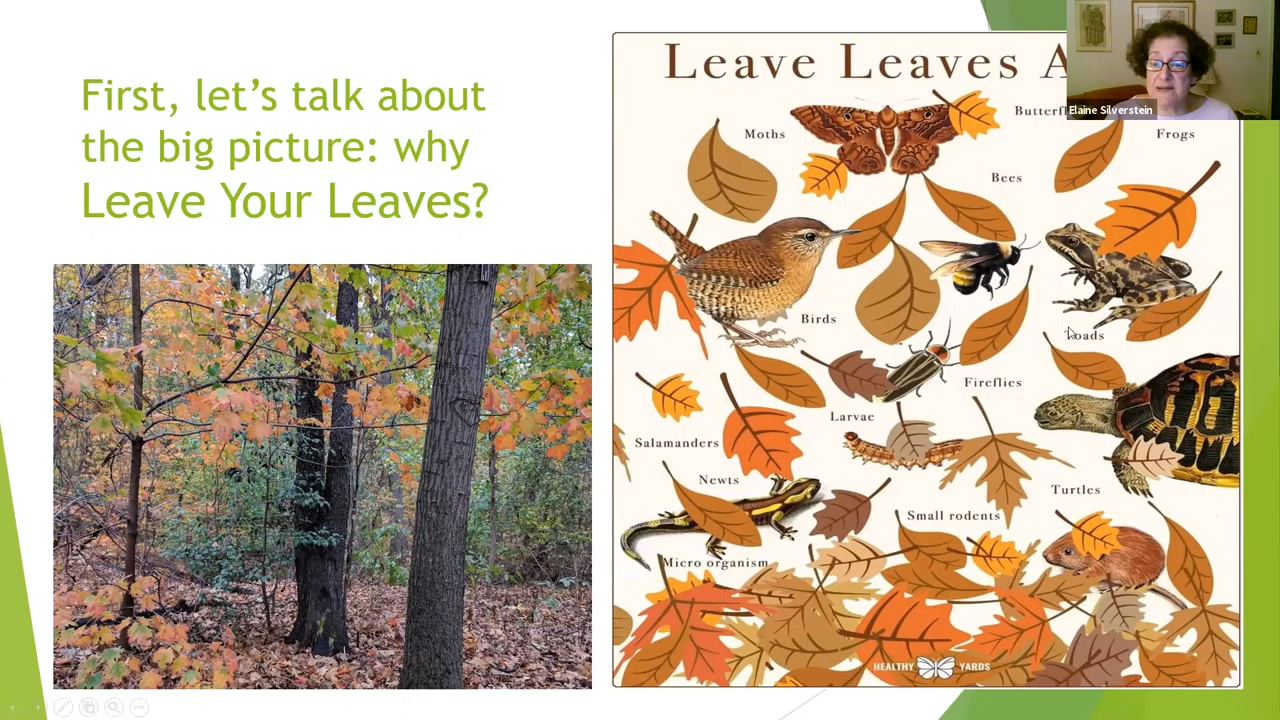 First, let's talk about
the big picture: why
Leave Your Leaves?
Leave Leaves
Elaine Silverstein
Moths
Frogs
Bees
Birds
Toads
Fireflies
Larvae
Salamanders
Newts
Turtles
Small rodents
Micro organism
HEALTHY YARDS